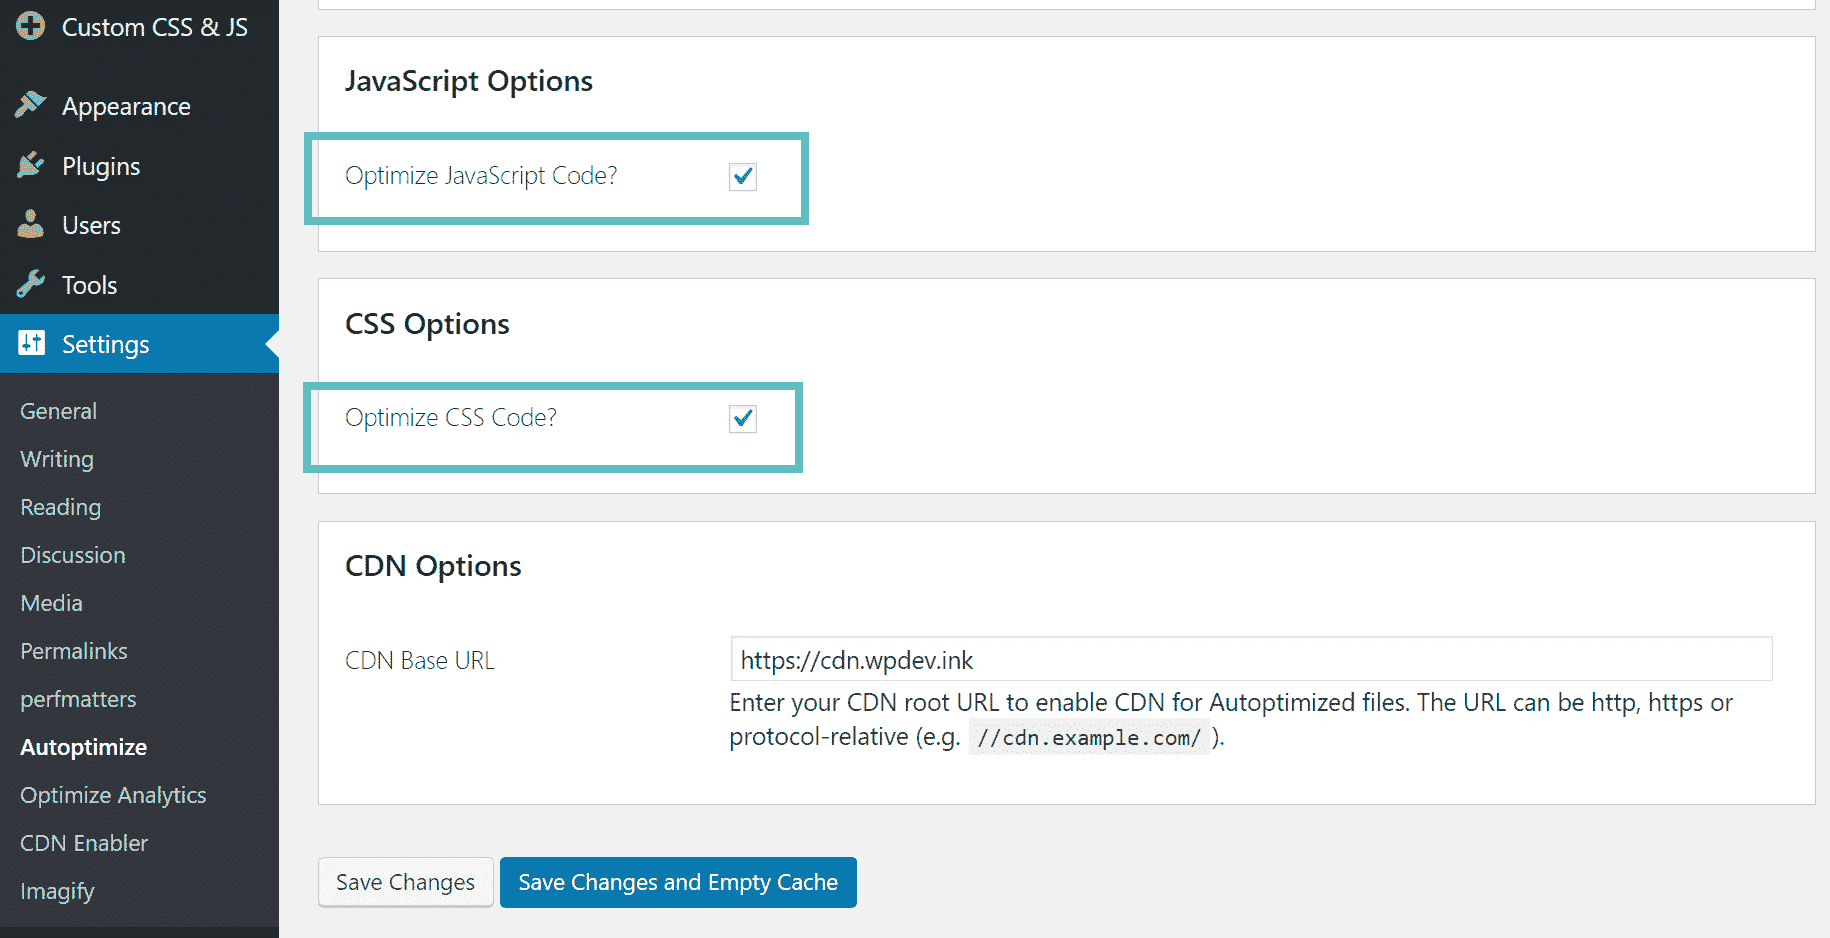 Custom CSS & JS
Appearance
Plugins
Users
Tools
Settings
General
Writing
Reading
Discussion
Media
Permalinks
perfmatters
Autoptimize
Optimize Analytics
CDN Enabler
Imagify
JavaScript Options
Optimize JavaScript Code?
CSS Options
Optimize CSS Code?
CDN Options
CDN Base URL
https://cdn.wpdev.ink
Enter your CDN root URL to enable CDN for Autoptimized files. The URL can be http, https or
protocol-relative (e.g. //cdn.example.com/ ).
Save Changes
Save Changes and Empty Cache